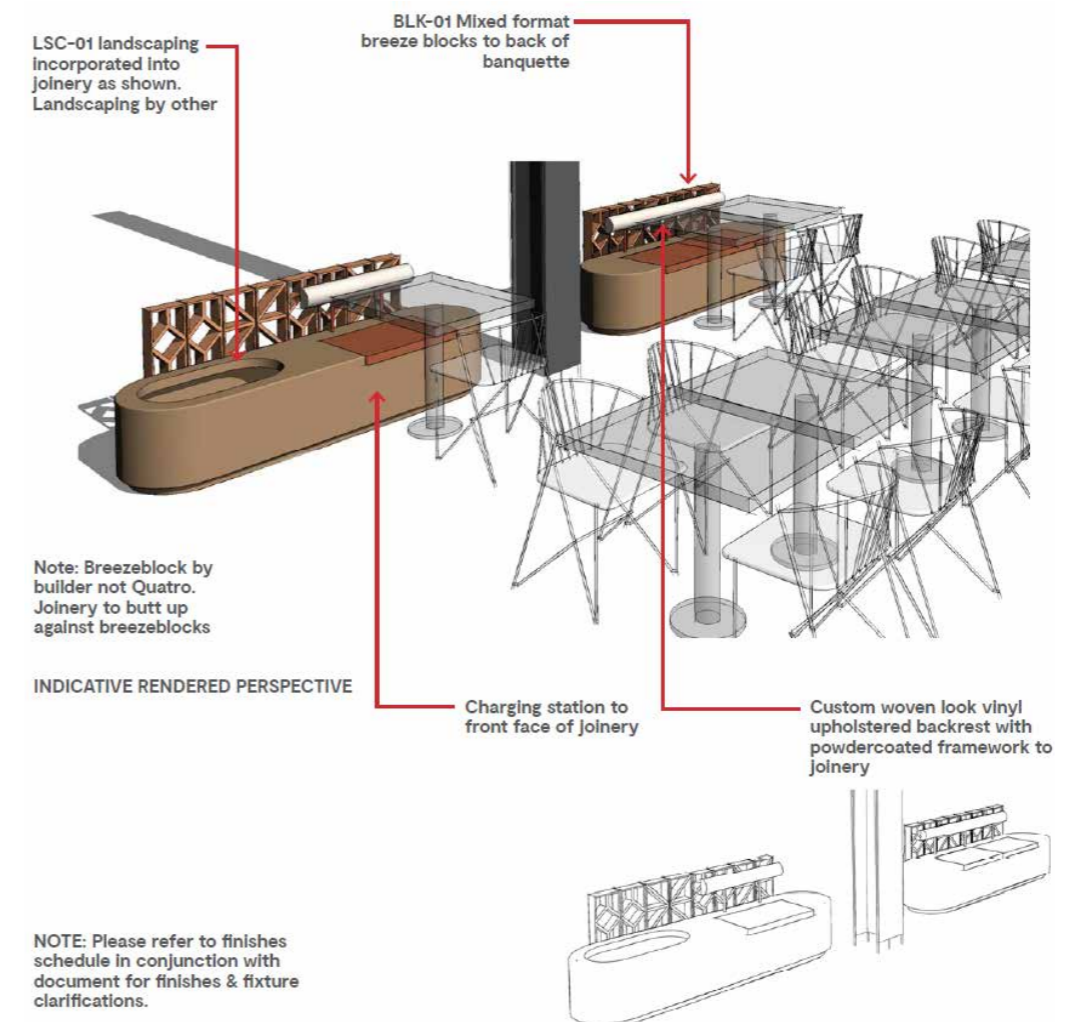 LSC-01 landscaping
incorporated into
joinery as shown.
Landscaping by other
BLK-01 Mixed format
breeze blocks to back of
banquette
Note: Breezeblock by
builder not Quatro.
Joinery to butt up
against breezeblocks
INDICATIVE RENDERED PERSPECTIVE
Charging station to
front face of joinery
Custom woven look vinyl
upholstered backrest with
powdercoated framework to
joinery
NOTE: Please refer to finishes
schedule in conjunction with
document for finishes & fixture
clarifications.